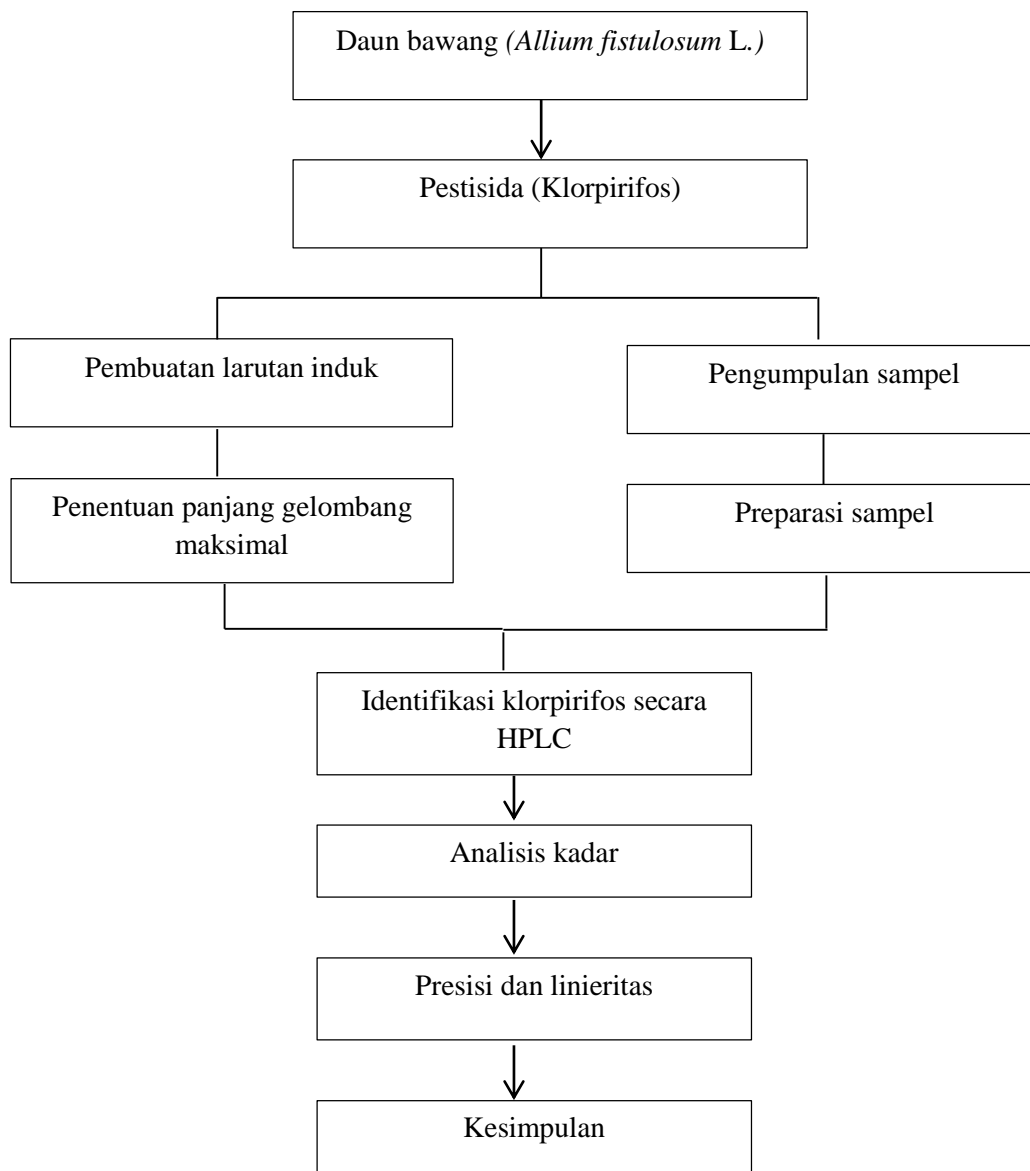 Daun bawang (Allium fistulosum L.)
Pestisida (Klorpirifos)
Pembuatan larutan induk
Pengumpulan sampel
Penentuan panjang gelombang
maksimal
Preparasi sampel
Identifikasi klorpirifos secara
HPLC
Analisis kadar
Presisi dan linieritas
Kesimpulan